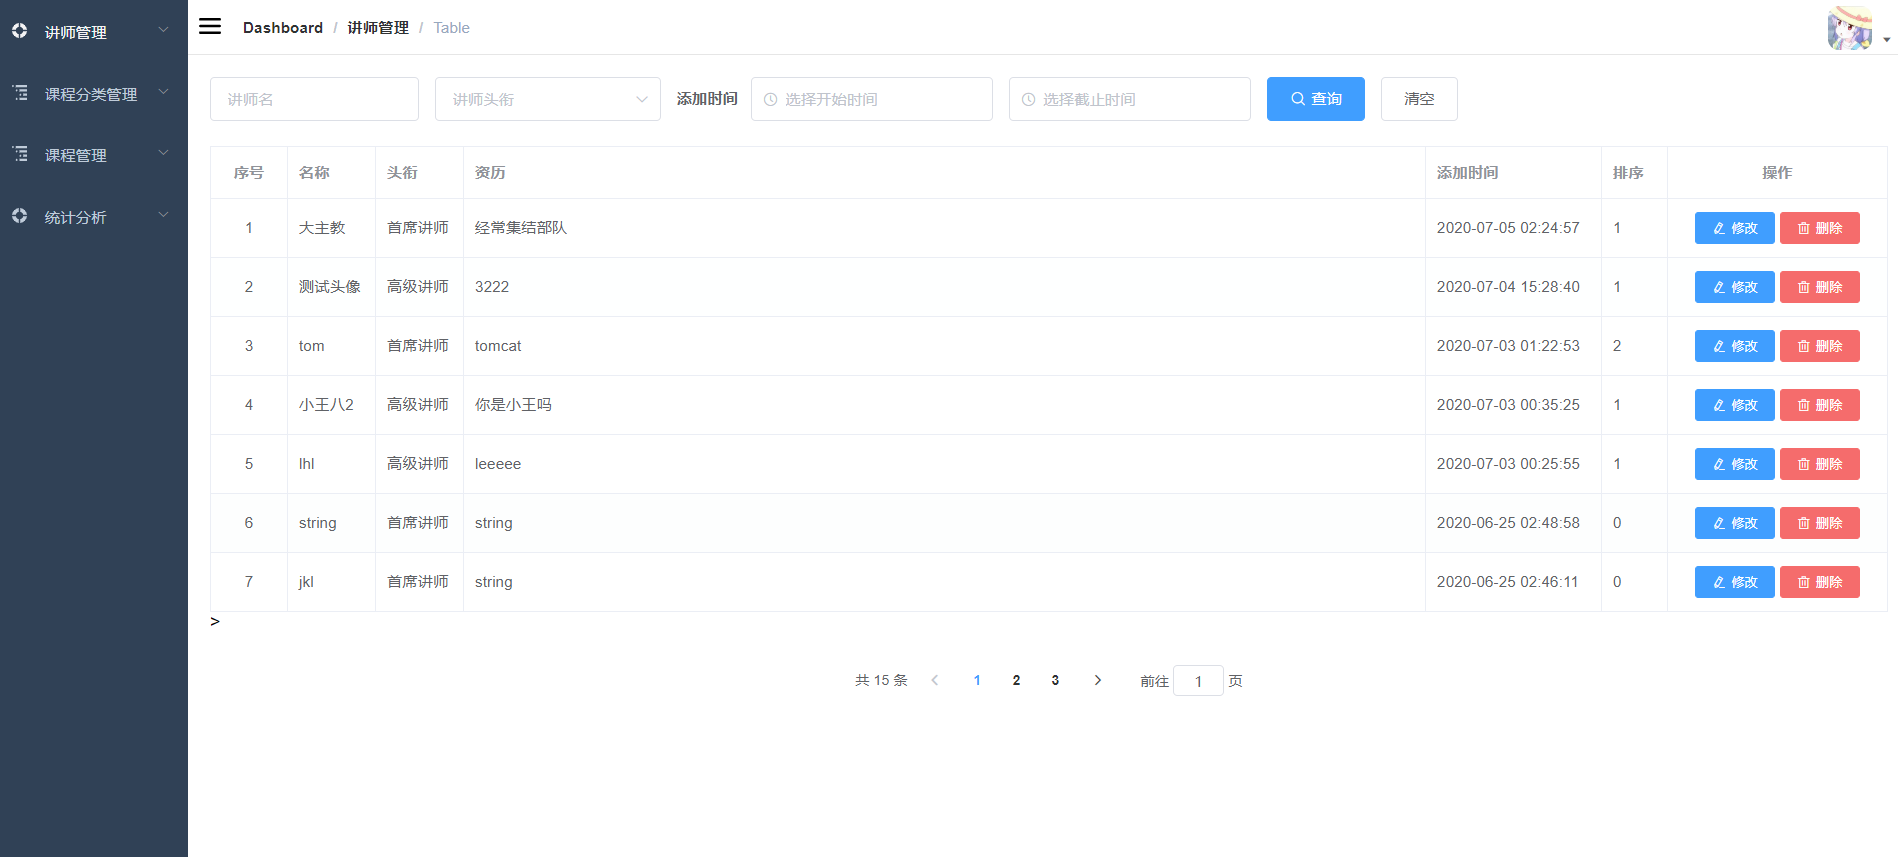 讲师管理
课程分类管理
课程管理
统计分析
Dashboard / 讲师管理 / Table
讲师名 讲师头衔 添加时间 选择开始时间 选择截止时间 查询 清空
序号 名称 头衔 资历 添加时间 排序 操作
1 大主教 首席讲师 经常集结部队 2020-07-05 02:24:57 1 修改 删除
2 测试头像 高级讲师 3222 2020-07-04 15:28:40 1 修改 删除
3 tom 首席讲师 tomcat 2020-07-03 01:22:53 2 修改 删除
4 小王八2 高级讲师 你是小王吗 2020-07-03 00:35:25 1 修改 删除
5 lhl 高级讲师 leeeee 2020-07-03 00:25:55 1 修改 删除
6 string 首席讲师 string 2020-06-25 02:48:58 0 修改 删除
7 jkl 首席讲师 string 2020-06-25 02:46:11 0 修改 删除
>
共 15 条 1 2 3 前往 1 页